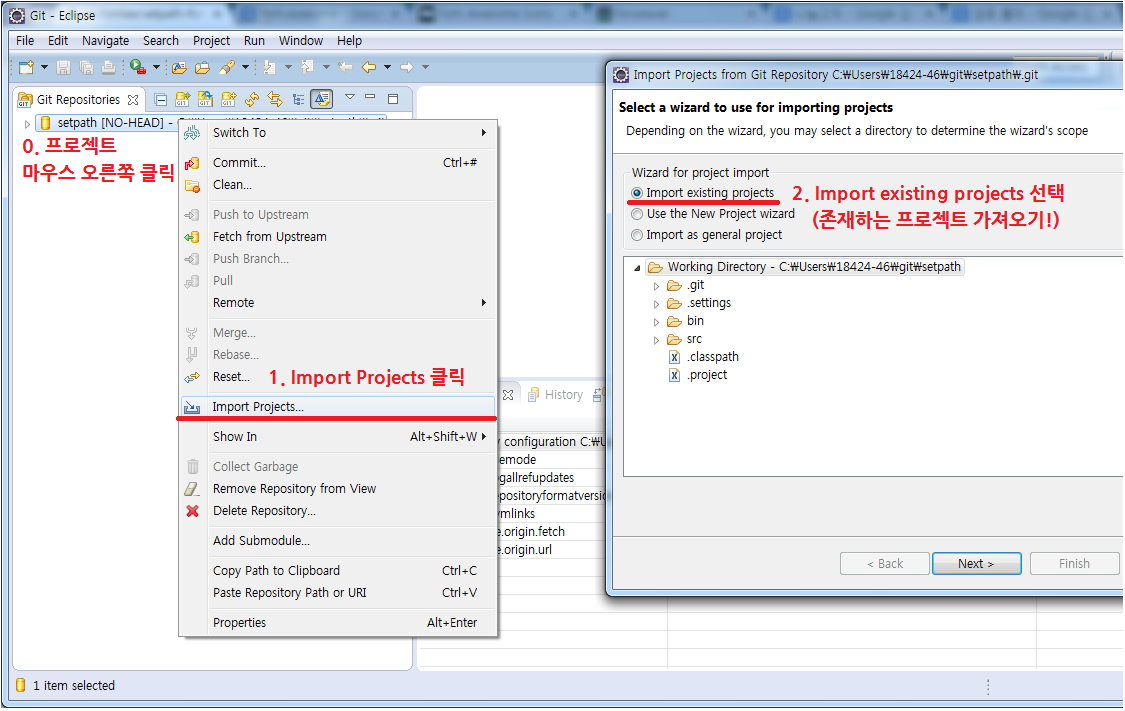 Git - Eclipse
File Edit Navigate Search Project Run Window Help
Git Repositories
setpath [NO-HEAD] -
0. 프로젝트
마우스 오른쪽 클릭
Switch To
Commit... Ctrl+#
Clean...
Push to Upstream
Fetch from Upstream
Push Branch...
Pull
Remote
Merge...
Rebase...
Reset...
1. Import Projects 클릭
Import Projects...
Show In Alt+Shift+W
Collect Garbage
Remove Repository from View
Delete Repository...
Add Submodule...
Copy Path to Clipboard Ctrl+C
Paste Repository Path or URI Ctrl+V
Properties Alt+Enter
History
configuration C:₩U
emode
gallrefupdates
positoryformatversio
mlinks
e.origin.fetch
e.origin.url
1 item selected
Import Projects from Git Repository C:₩Users₩18424-46₩git₩setpath₩.git
Select a wizard to use for importing projects
Depending on the wizard, you may select a directory to determine the wizard's scope
Wizard for project import
Import existing projects
2. Import existing projects 선택
(존재하는 프로젝트 가져오기!)
Use the New Project wizard
Import as general project
Working Directory - C:₩Users₩18424-46₩git₩setpath
.git
.settings
bin
src
.classpath
.project
< Back Next > Finish